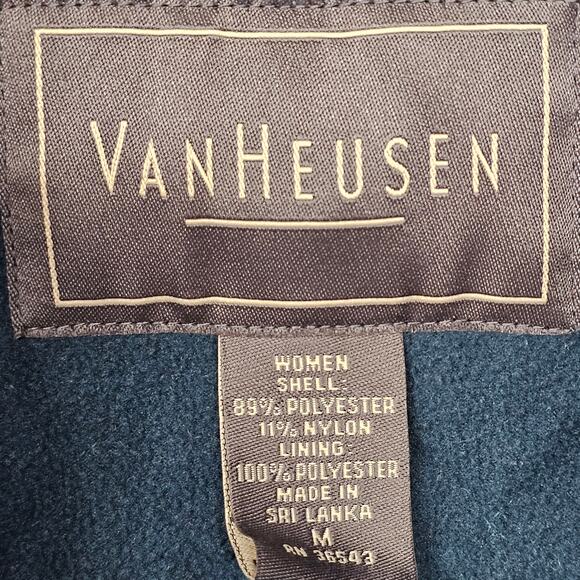 VANHEUSEN
WOMEN
SHELL:
89% POLYESTER
11% NYLON
LINING:
100% POLYESTER
MADE IN
SRI LANKA
M
RN 36543